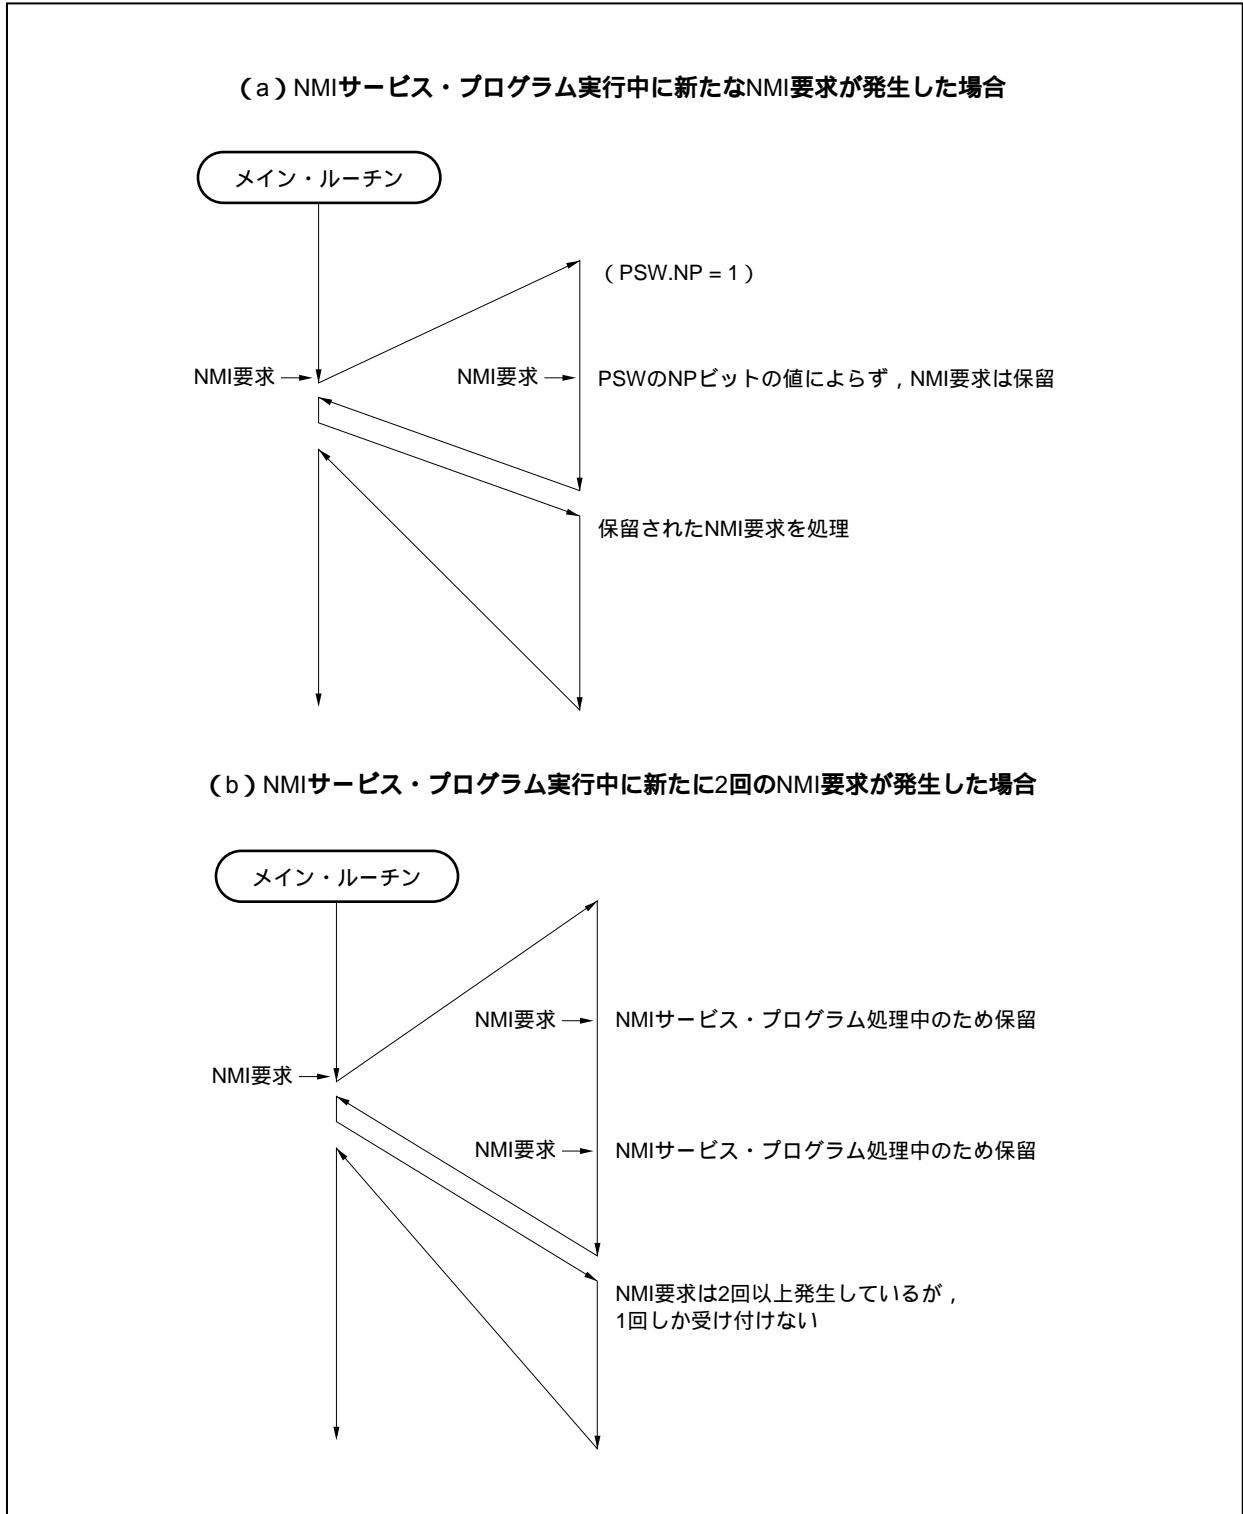 （a）NMIサービス・プログラム実行中に新たなNMI要求が発生した場合
メイン・ルーチン
（PSW.NP = 1）
NMI要求
NMI要求
PSWのNPビットの値によらず，NMI要求は保留
保留されたNMI要求を処理
（b）NMIサービス・プログラム実行中に新たに2回のNMI要求が発生した場合
メイン・ルーチン
NMI要求
NMIサービス・プログラム処理中のため保留
NMI要求
NMI要求
NMIサービス・プログラム処理中のため保留
NMI要求は2回以上発生しているが，
1回しか受け付けない